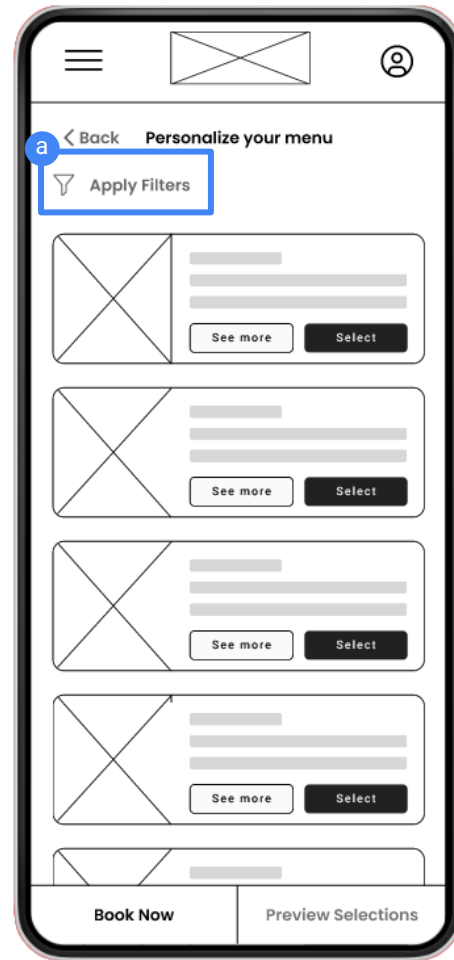 a
< Back Personalize your menu
Apply Filters
See more Select
See more Select
See more Select
See more Select
Book Now Preview Selections